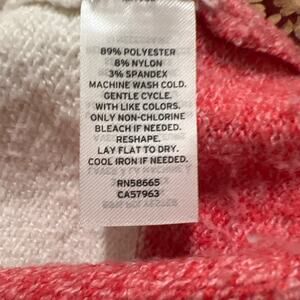 89% POLYESTER
8% NYLON
3% SPANDEX
MACHINE WASH COLD.
GENTLE CYCLE.
WITH LIKE COLORS.
ONLY NON-CHLORINE
BLEACH IF NEEDED.
RESHAPE.
LAY FLAT TO DRY.
COOL IRON IF NEEDED.
RN58665
CA57963